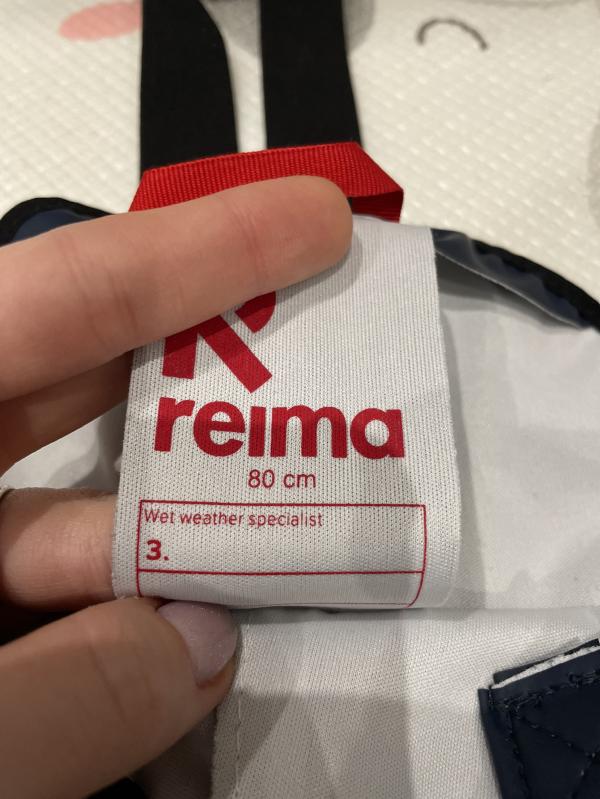 reima
80 cm
Wet weather specialist
3.